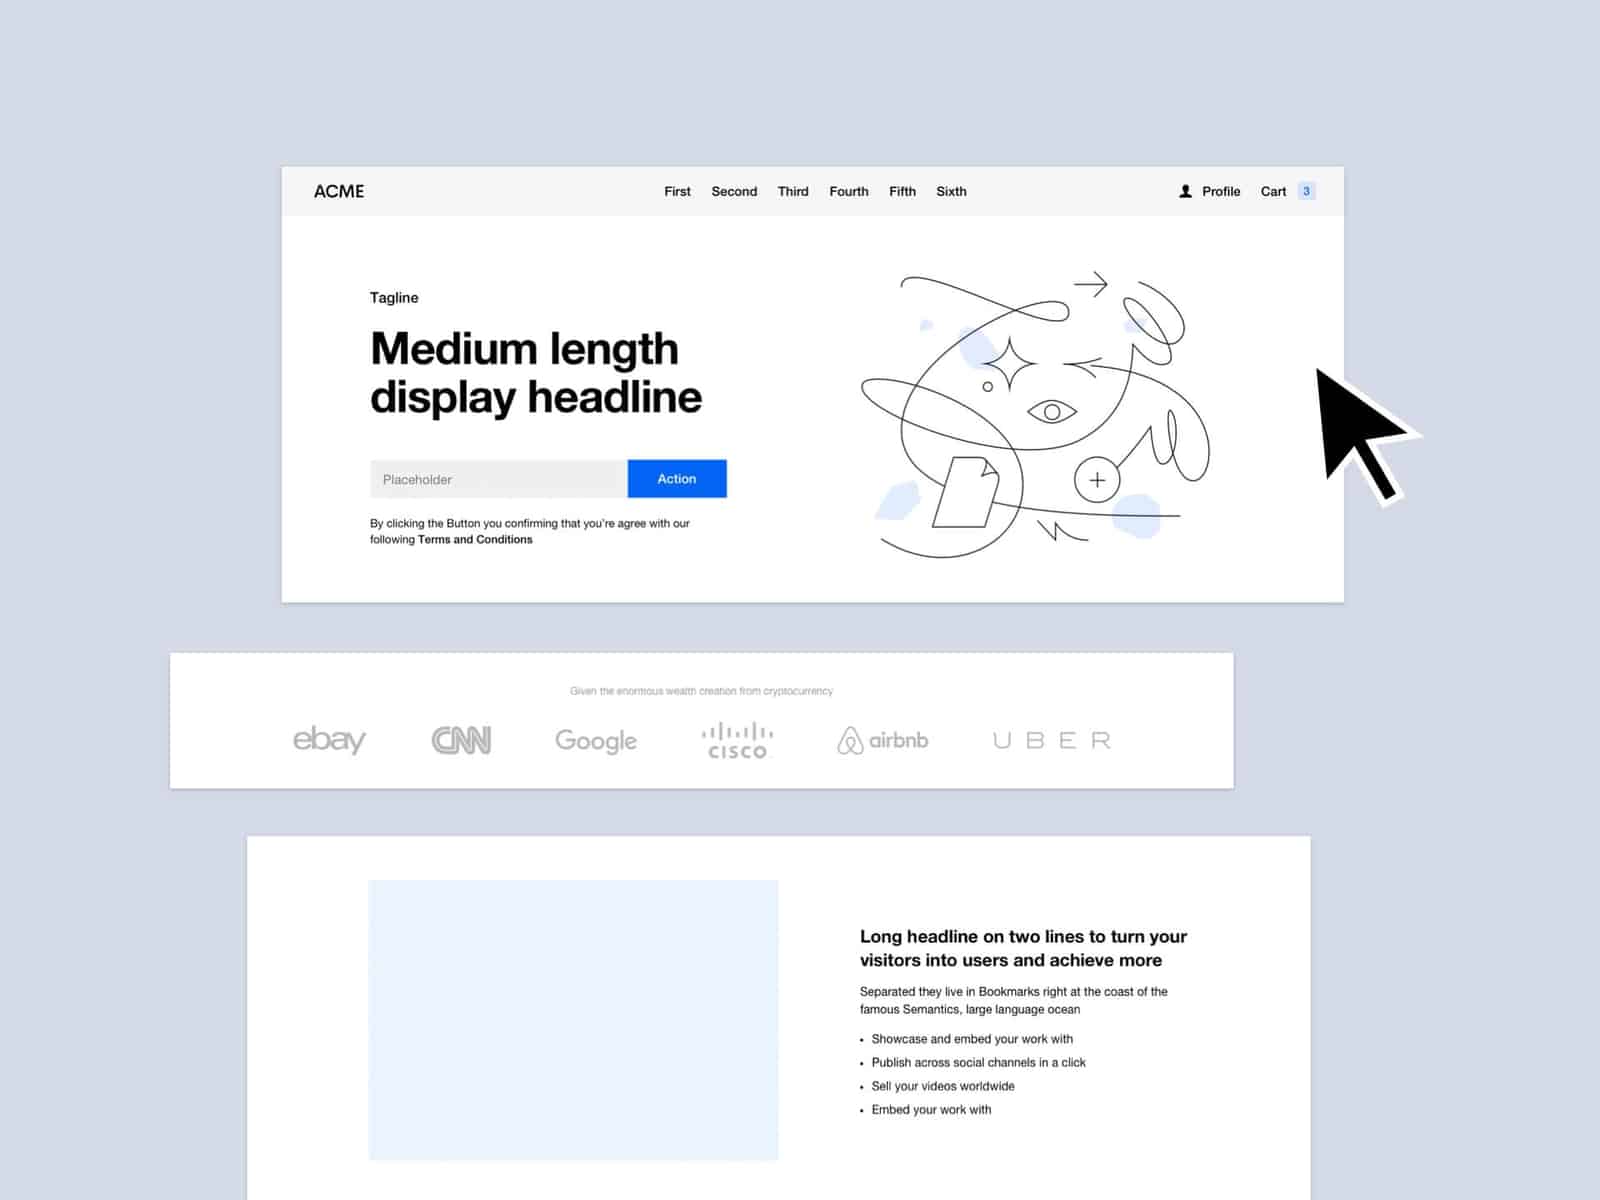 ACME
First Second Third Fourth Fifth Sixth
Profile Cart 3
Tagline
Medium length
display headline
Placeholder
Action
By clicking the Button you confirming that you're agree with our
following Terms and Conditions
Given the enormous wealth creation from cryptocurrency
ebay CNN Google CISCO airbnb UBER
Long headline on two lines to turn your
visitors into users and achieve more
Separated they live in Bookmarks right at the coast of the
famous Semantics, large language ocean
• Showcase and embed your work with
• Publish across social channels in a click
• Sell your videos worldwide
• Embed your work with